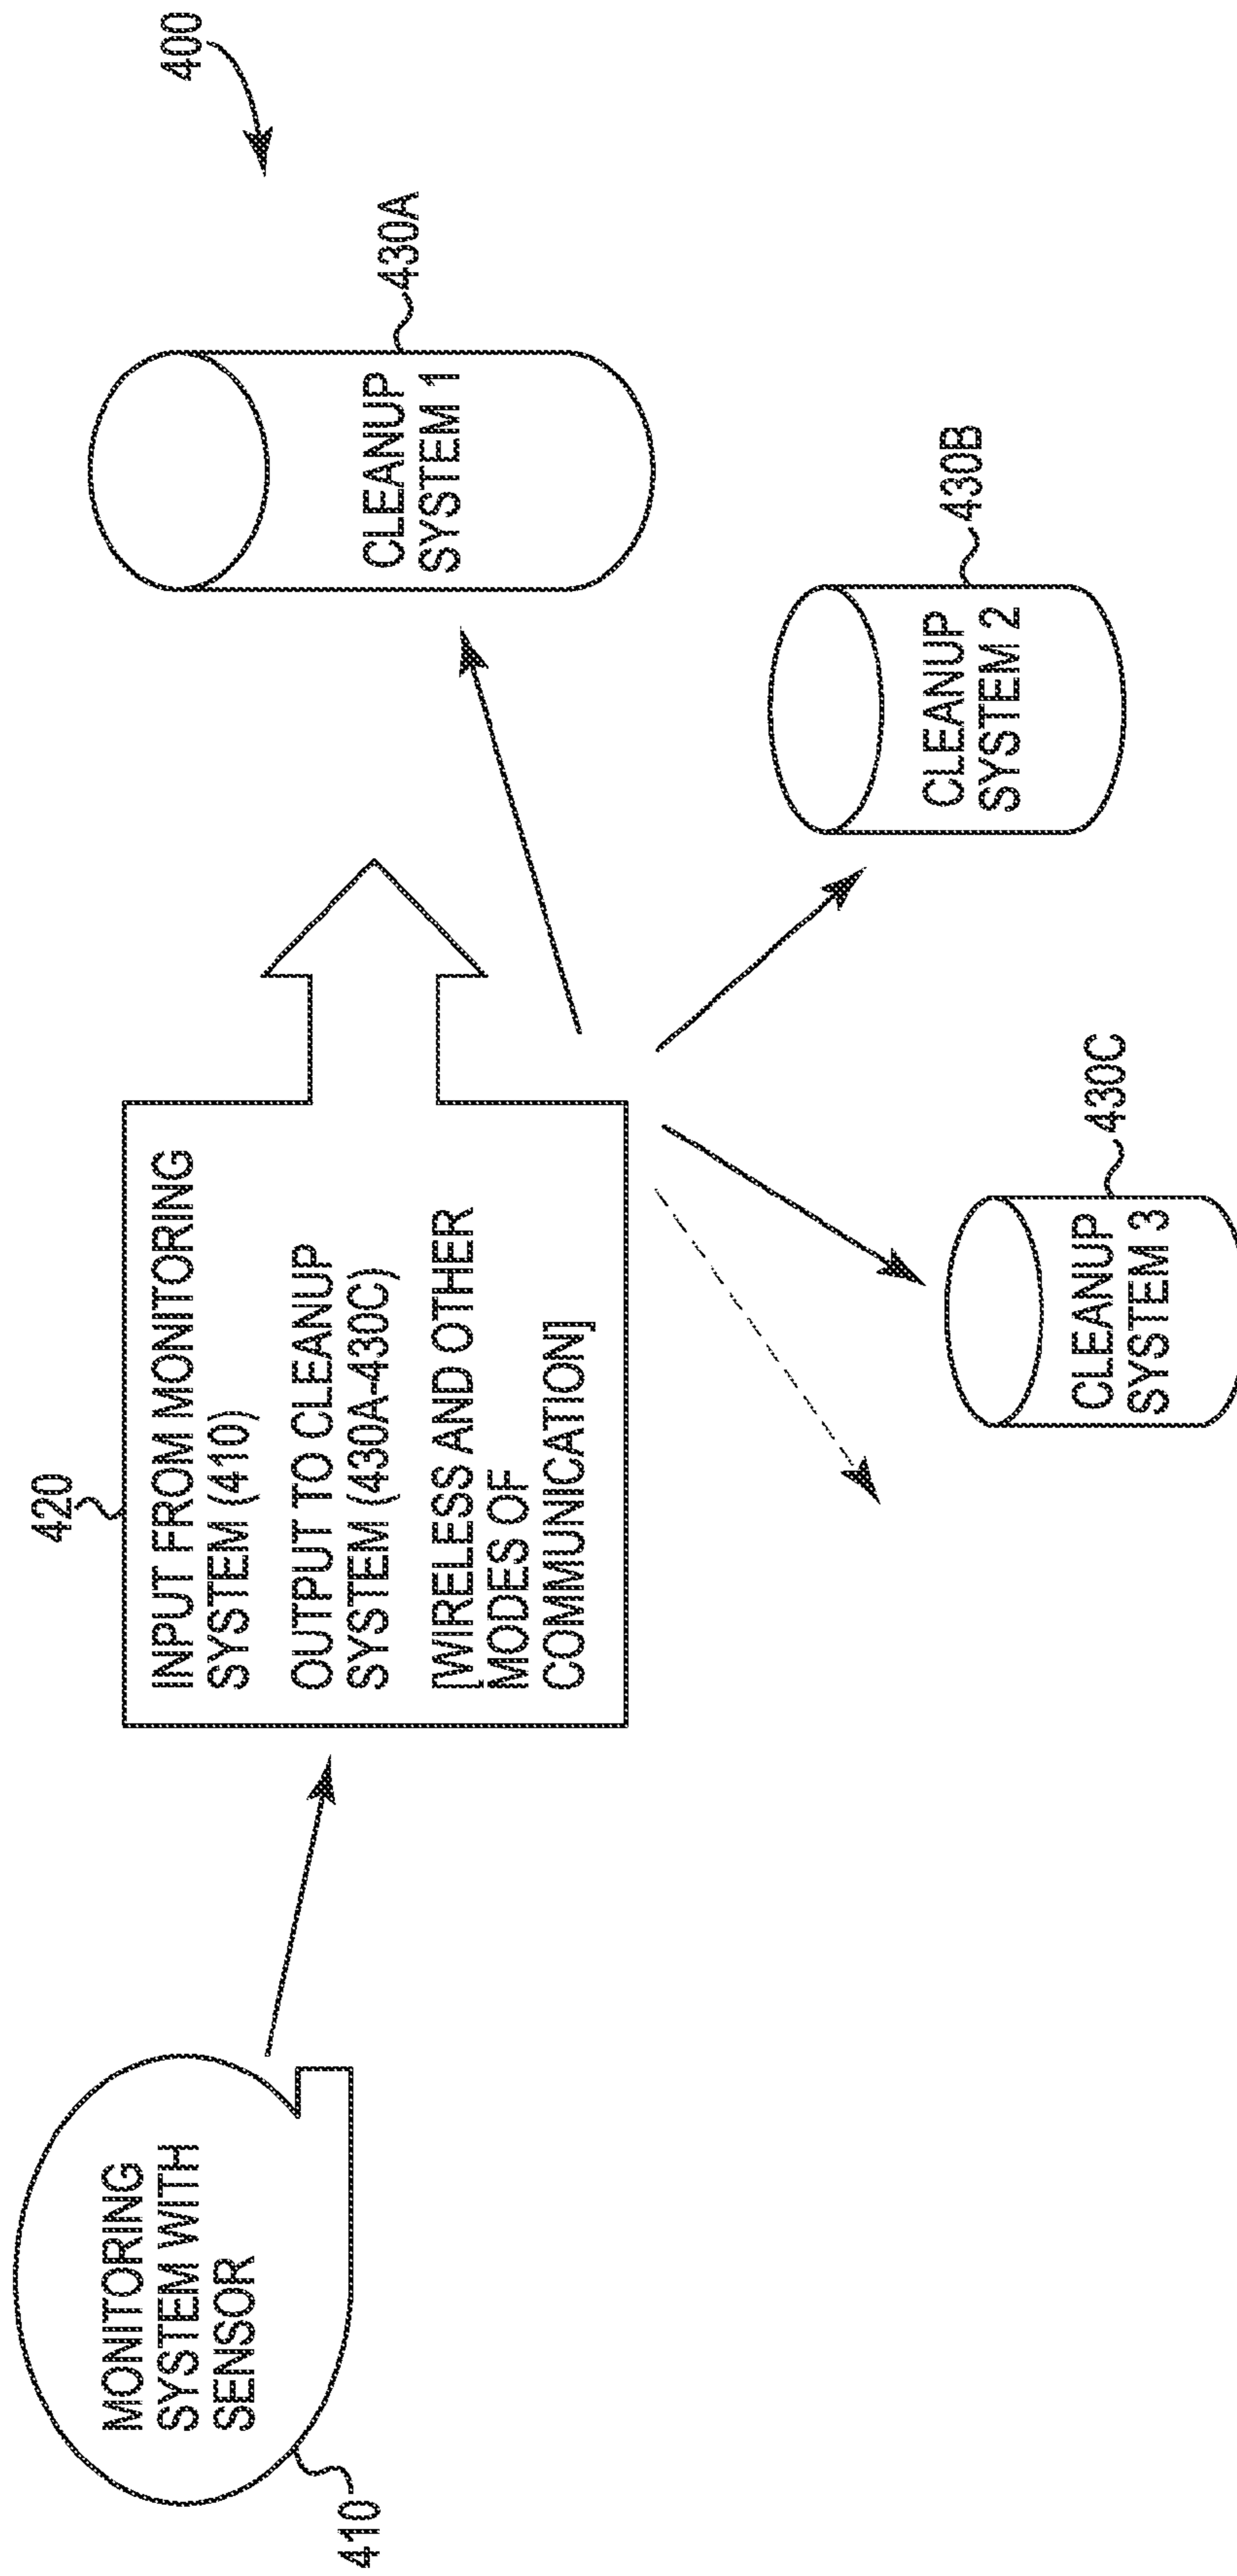 400
MONITORING
SYSTEM WITH
SENSOR
410
420
INPUT FROM MONITORING
SYSTEM (410)
OUTPUT TO CLEANUP
SYSTEM (430A-430C)
[WIRELESS AND OTHER
MODES OF
COMMUNICATION]
CLEANUP
SYSTEM 1
430A
CLEANUP
SYSTEM 2
430B
CLEANUP
SYSTEM 3
430C